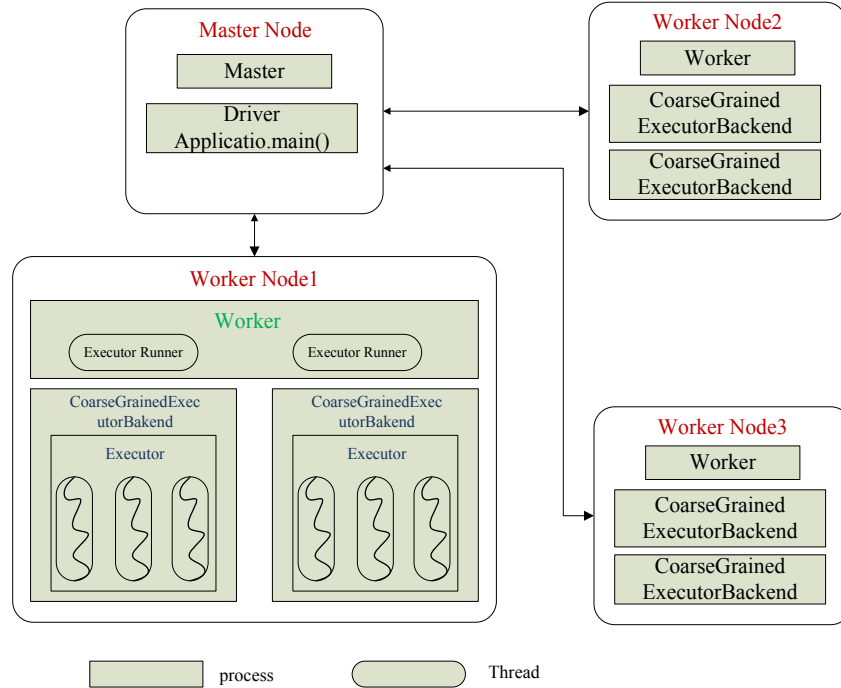 Master Node
Master
Driver
Applicatio.main()
Worker Node2
Worker
CoarseGrained
ExecutorBackend
CoarseGrained
ExecutorBackend
Worker Node1
Worker
Executor Runner
Executor Runner
CoarseGrainedExec
utorBakend
Executor
CoarseGrainedExec
utorBakend
Executor
Worker Node3
Worker
CoarseGrained
ExecutorBackend
CoarseGrained
ExecutorBackend
process
Thread